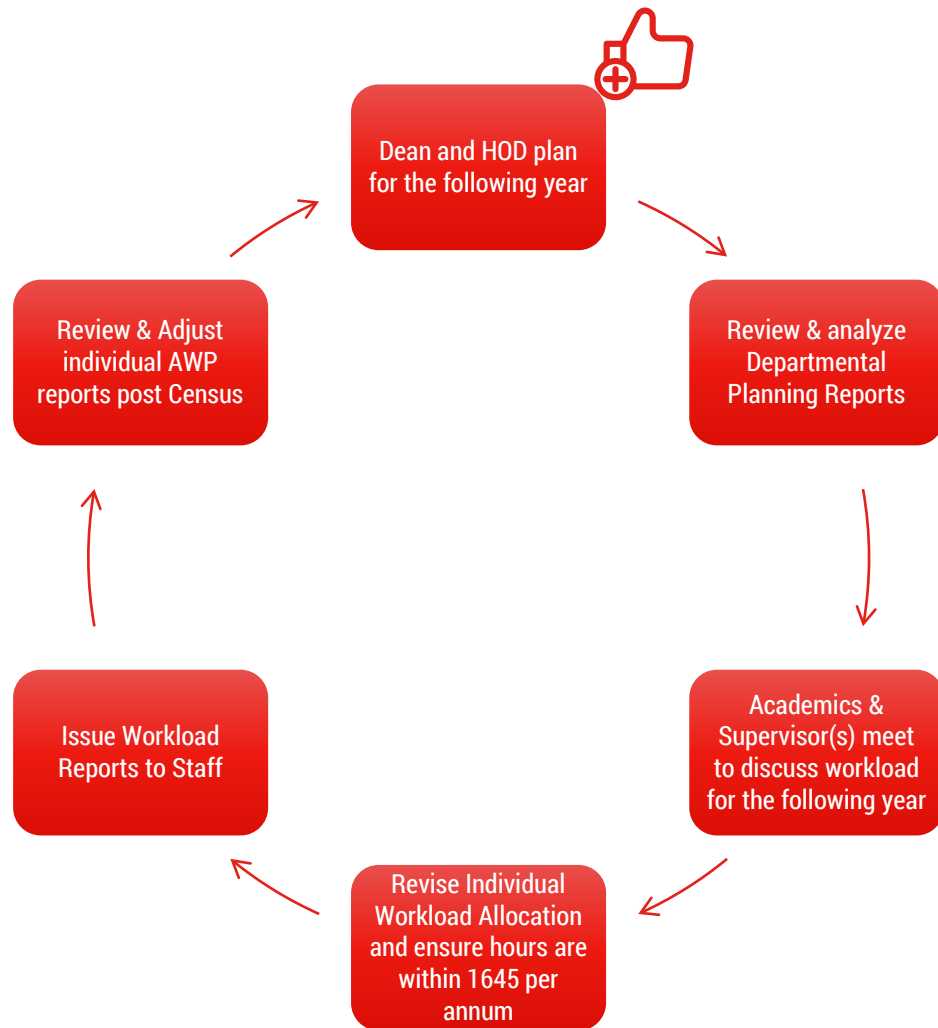 Dean and HOD plan
for the following year
Review & analyze
Departmental
Planning Reports
Academics &
Supervisor(s) meet
to discuss workload
for the following year
Revise Individual
Workload Allocation
and ensure hours are
within 1645 per
annum
Issue Workload
Reports to Staff
Review & Adjust
individual AWP
reports post Census